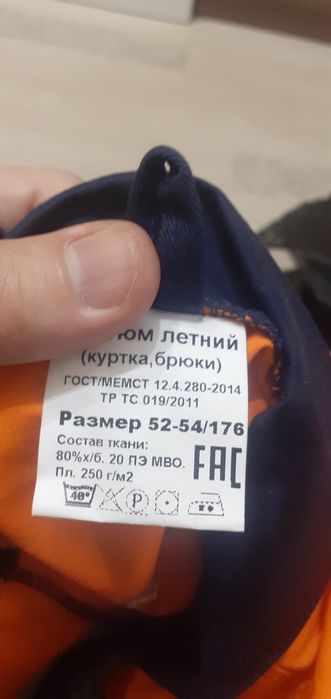 летний
(куртка,брюки)
ГОСТ/МЕМСТ 12.4.280-2014
ТР ТС 019/2011
Размер 52-54/176
Состав ткани:
80%х/б. 20 ПЭ МВО.
Пл. 250 г/м2
ЕАС
40°
P